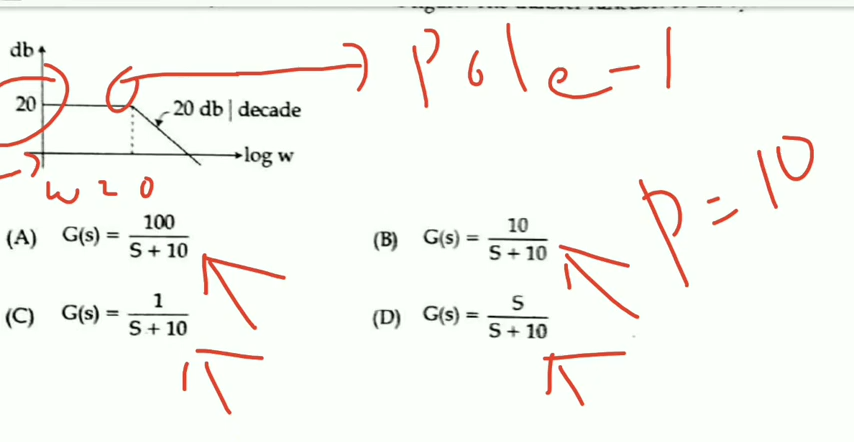 Pole-1
db
20
20 db | decade
log w
w = 0
p = 10
(A) G(s) = 100 / S + 10
(B) G(s) = 10 / S + 10
(C) G(s) = 1 / S + 10
(D) G(s) = S / S + 10